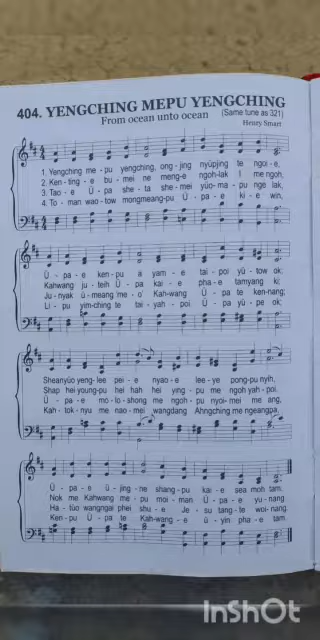 404. YENGCHING MEPU YENGCHING
From ocean unto ocean (Same tune as 321)
Henry Smart
1. Yengching me - pu yengching, ong - jing nyüpjing te ngoi - e,
2. Ken - ting - e bu - mei ne meng-e ngoh-lak I me ngoh,
3. Tao - e Ü - pa she - ta she - mei yüo-ma - pu nge lak,
4. To - man wao - tow mongmeang-pu Ü - pa e ki - e win,
Ü - pa - e ken - pu a yam - e tai - poi yü - tow ok;
Kahwang ju - teih Ü - pa kai - e pha - e tamyang ki;
Ju - nyak ü - meang 'me - o' Kah-wang Ü - pa te ken-nang;
Li - pu yim-ching te tai - yah - poi Ü - pa yü - pe ok;
Sheanyüo yeng-lee pei - e nyao - e lee - ye pong - pu nyih,
Shap hei young-pu hei hah hei ying - pu me ngoh yah-poi.
Ü - pa - e mo - lo - shong me ngoh - pu nyoi - mei me ang,
Kah - tok - nyu me nao - mei wangdang Ahngching me ngeangpa,
Ü - pa - e ü - jing - ne shang - pu kai - e sea moh tam.
Nok me Kahwang me - pu moi - man Ü - pa - e yu - nang
Ha - tüo wangngai phei shu - e Je - su tang - te woi - nang.
Ken - pu Ü - pa te Kah-wang - e ü - yin pha - e tam
InShOt